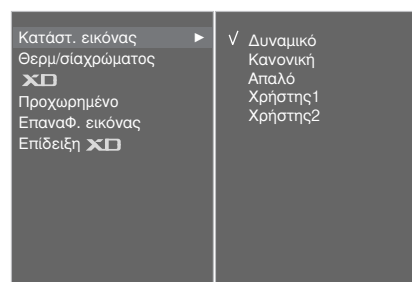 Κατάστ. εικόνας ►
Θερμ/σίαχρώματος
XD
Προχωρημένο
ΕπαναΦ. εικόνας
Επίδειξη XD
√ Δυναμικό
Κανονική
Απαλό
Χρήστης1
Χρήστης2